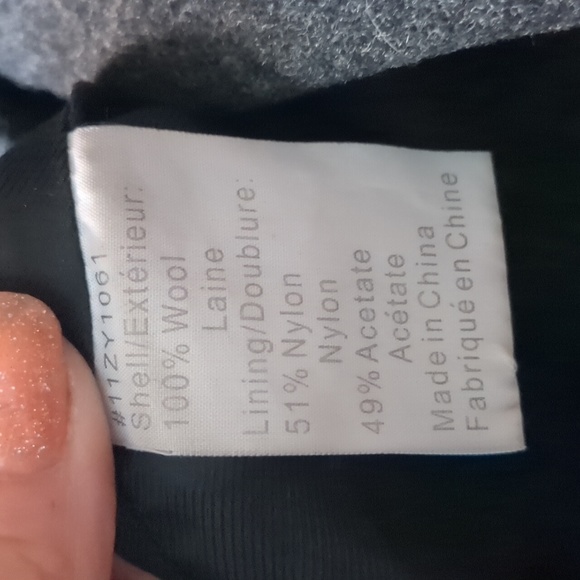 #11ZY1061
Shell/Extérieur:
100% Wool
Laine
Lining/Doublure:
51% Nylon
Nylon
49% Acetate
Acétate
Made in China
Fabriqué en Chine